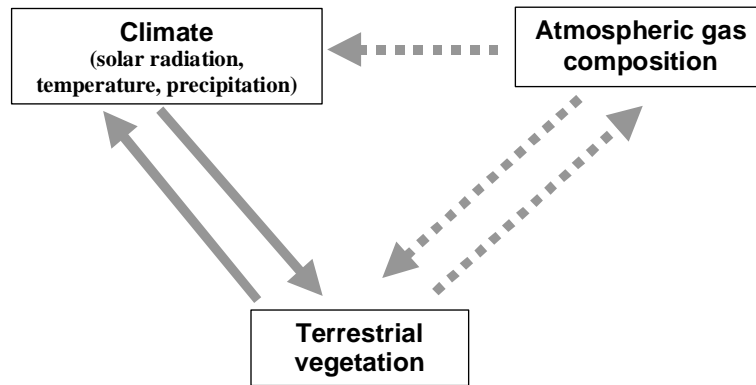 Climate
(solar radiation,
temperature, precipitation)
Atmospheric gas
composition
Terrestrial
vegetation